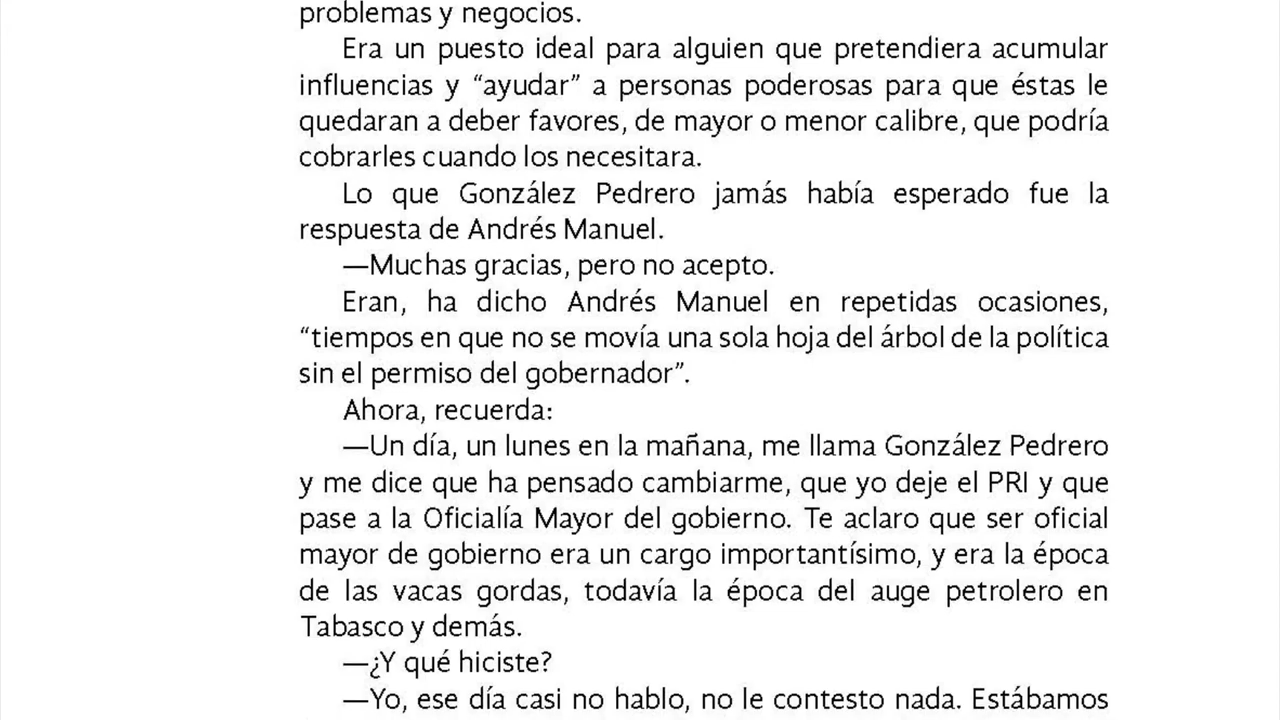 problemas y negocios.
Era un puesto ideal para alguien que pretendiera acumular
influencias y “ayudar” a personas poderosas para que éstas le
quedaran a deber favores, de mayor o menor calibre, que podría
cobrarles cuando los necesitara.
Lo que González Pedrero jamás había esperado fue la
respuesta de Andrés Manuel.
—Muchas gracias, pero no acepto.
Eran, ha dicho Andrés Manuel en repetidas ocasiones,
“tiempos en que no se movía una sola hoja del árbol de la política
sin el permiso del gobernador”.
Ahora, recuerda:
—Un día, un lunes en la mañana, me llama González Pedrero
y me dice que ha pensado cambiarme, que yo deje el PRI y que
pase a la Oficialía Mayor del gobierno. Te aclaro que ser oficial
mayor de gobierno era un cargo importantísimo, y era la época
de las vacas gordas, todavía la época del auge petrolero en
Tabasco y demás.
—¿Y qué hiciste?
—Yo, ese día casi no hablo, no le contesto nada. Estábamos